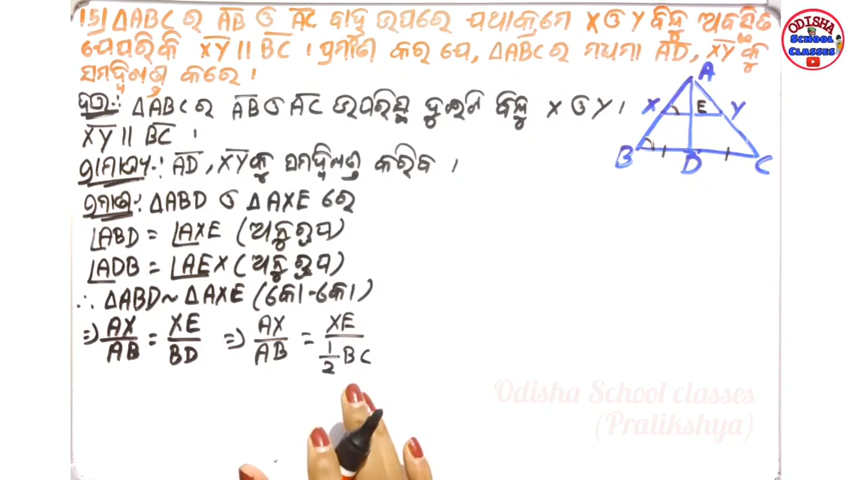 15) ΔABC ର AB ଓ AC ବାହୁ ଉପରେ ଯଥାକ୍ରମେ X ଓ Y ବିନ୍ଦୁ ଅବସ୍ଥିତ
ଯେପରିକି XY || BC । ପ୍ରମାଣ କର ଯେ, ΔABC ର ମଧ୍ୟମା AD, XY କୁ
ସମଦ୍ୱିଖଣ୍ଡ କରେ ।
ଦତ୍ତ: ΔABC ର AB ଓ AC ଉପରିସ୍ଥ ଦୁଇଟି ବିନ୍ଦୁ X ଓ Y ।
XY || BC ।
ପ୍ରାମାଣ୍ୟ: AD, XY କୁ ସମଦ୍ୱିଖଣ୍ଡ କରିବ ।
ପ୍ରମାଣ: ΔABD ଓ ΔAXE ରେ
∠ABD = ∠AXE (ଅନୁରୂପ)
∠ADB = ∠AEX (ଅନୁରୂପ)
∴ ΔABD ~ ΔAXE (କୋ-କୋ)
⇒ AX/AB = XE/BD ⇒ AX/AB = XE/(1/2 BC)
A
X E Y
B D C
ODISHA
SCHOOL
CLASSES
Odisha School classes
(Pratikshya)